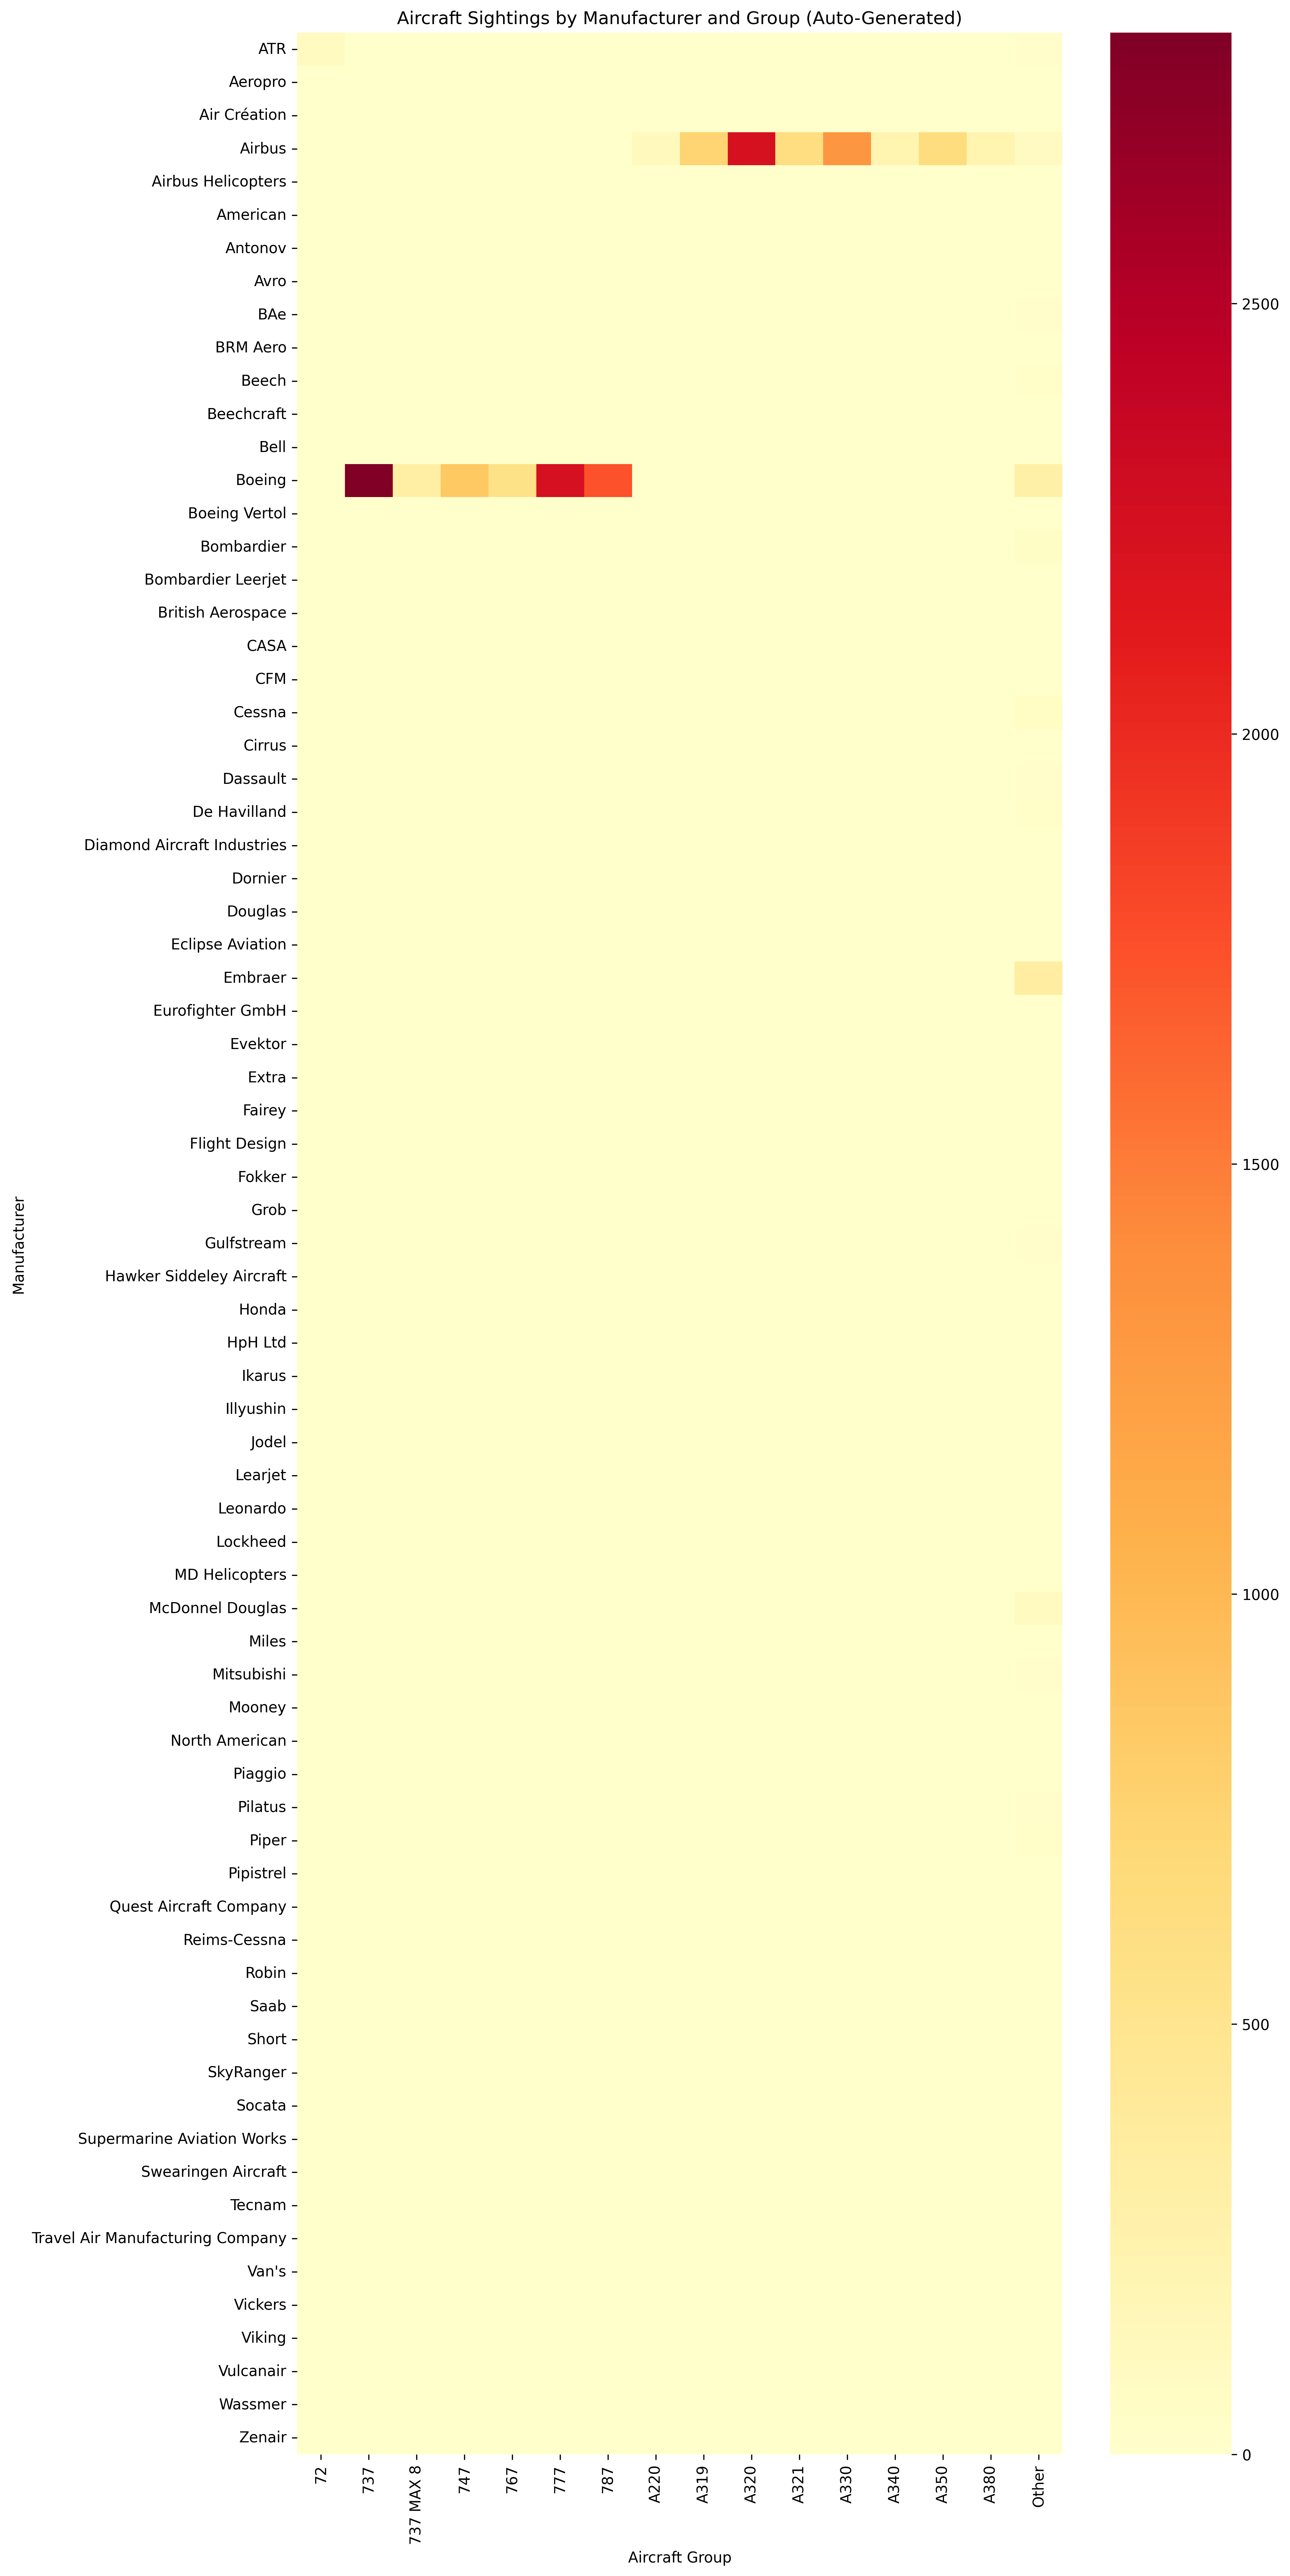 Aircraft Sightings by Manufacturer and Group (Auto-Generated)
ATR
Aeropro
Air Création
Airbus
Airbus Helicopters
American
Antonov
Avro
BAe
BRM Aero
Beech
Beechcraft
Bell
Boeing
Boeing Vertol
Bombardier
Bombardier Leerjet
British Aerospace
CASA
CFM
Cessna
Cirrus
Dassault
De Havilland
Diamond Aircraft Industries
Dornier
Douglas
Eclipse Aviation
Embraer
Eurofighter GmbH
Evektor
Extra
Fairey
Flight Design
Fokker
Grob
Gulfstream
Hawker Siddeley Aircraft
Honda
HpH Ltd
Ikarus
Illyushin
Jodel
Learjet
Leonardo
Lockheed
MD Helicopters
McDonnel Douglas
Miles
Mitsubishi
Mooney
North American
Piaggio
Pilatus
Piper
Pipistrel
Quest Aircraft Company
Reims-Cessna
Robin
Saab
Short
SkyRanger
Socata
Supermarine Aviation Works
Swearingen Aircraft
Tecnam
Travel Air Manufacturing Company
Van's
Vickers
Viking
Vulcanair
Wassmer
Zenair
Manufacturer
72
737
737 MAX 8
747
767
777
787
A220
A319
A320
A321
A330
A340
A350
A380
Other
Aircraft Group
2500
2000
1500
1000
500
0